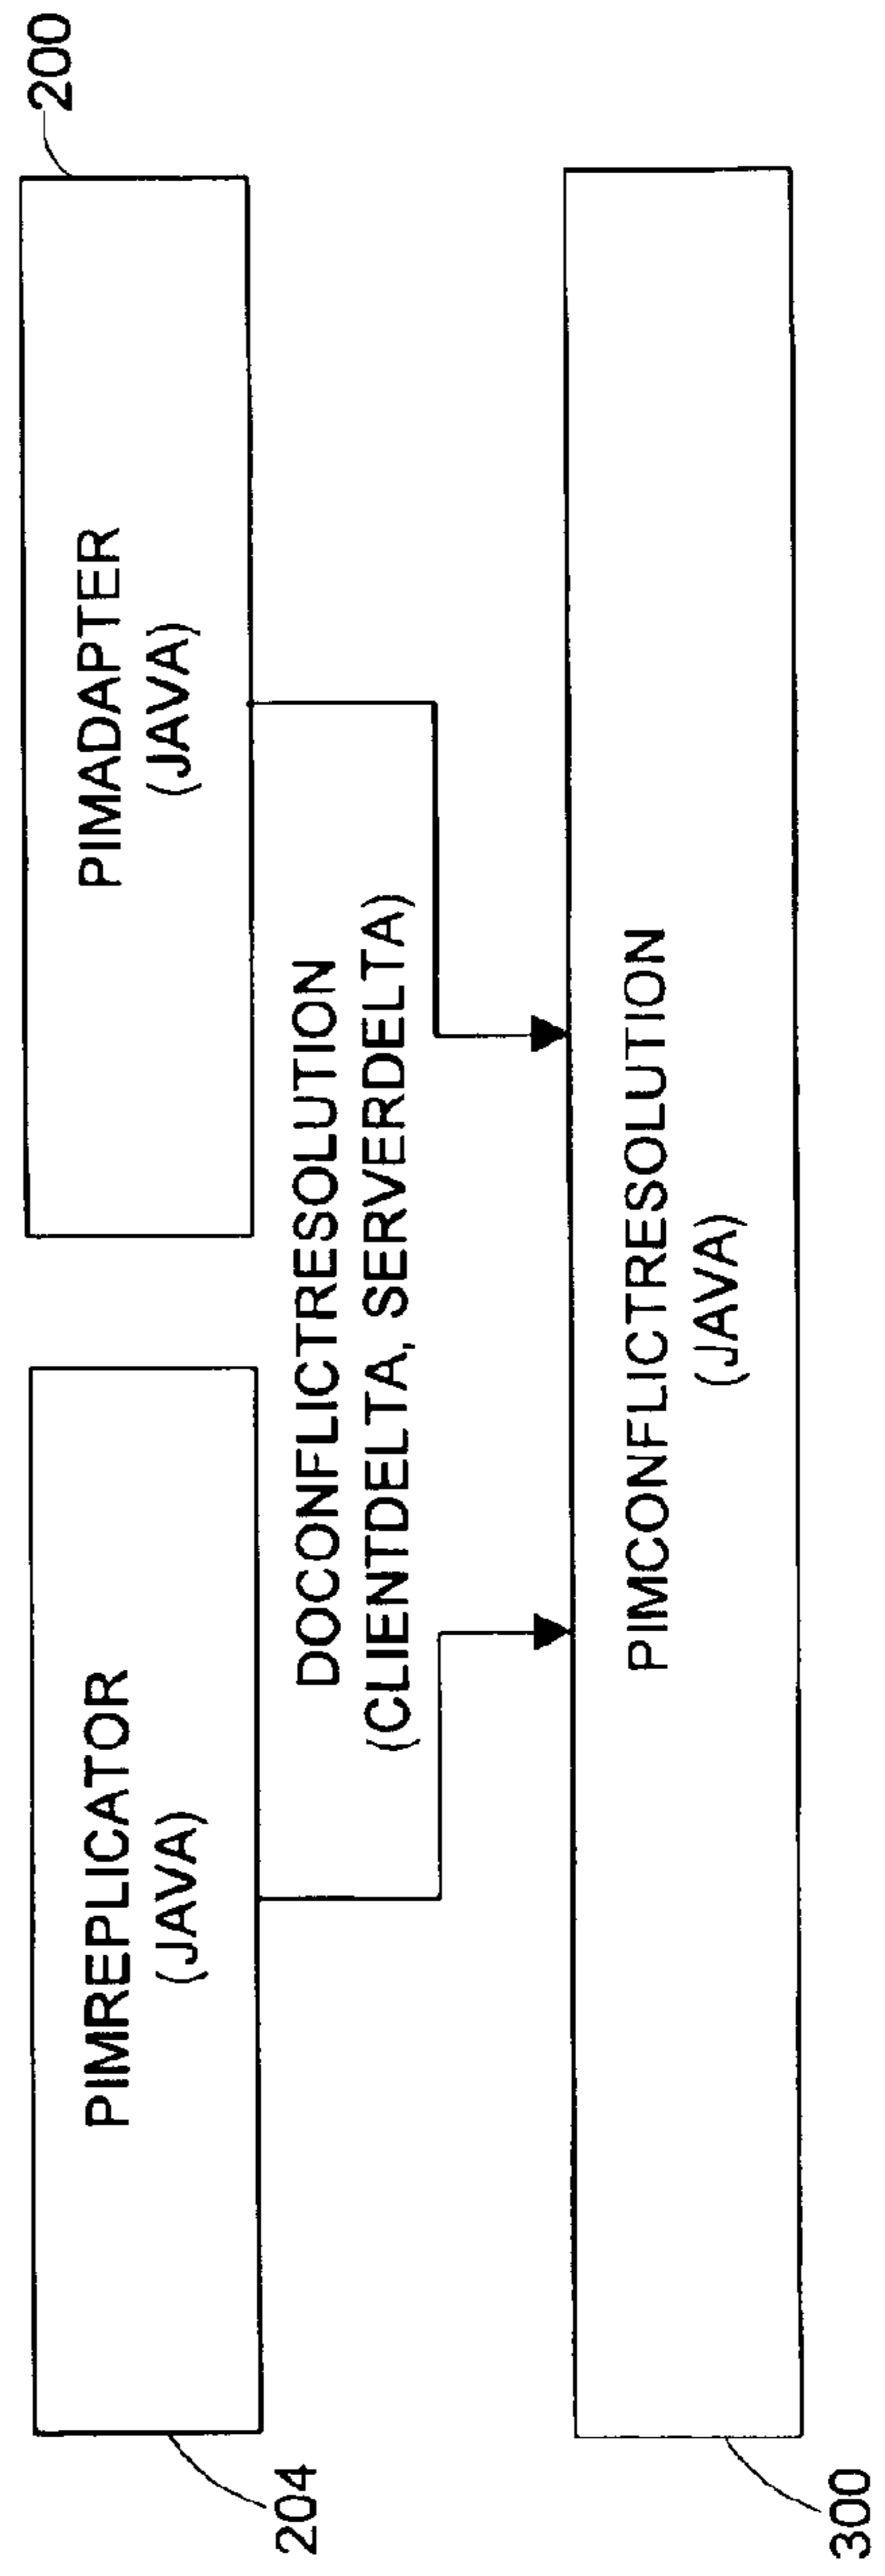 200
PIMREPLICATOR
(JAVA)
PIMADAPTER
(JAVA)
DOCONFLICTRESOLUTION
(CLIENTDELTA, SERVERDELTA)
204
PIMCONFLICTRESOLUTION
(JAVA)
300